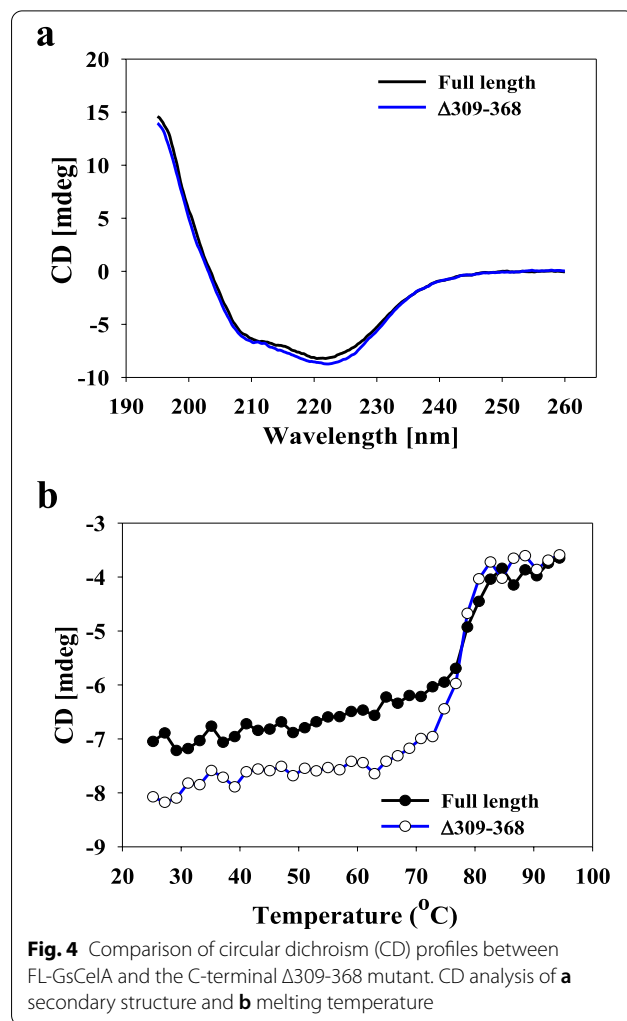 a
20
15
10
5
0
-5
-10
CD [mdeg]
Full length
Δ309-368
190 200 210 220 230 240 250 260
Wavelength [nm]
b
-3
-4
-5
-6
-7
-8
-9
CD [mdeg]
Full length
Δ309-368
20 30 40 50 60 70 80 90 100
Temperature (°C)
Fig. 4 Comparison of circular dichroism (CD) profiles between
FL-GsCelA and the C-terminal Δ309-368 mutant. CD analysis of a
secondary structure and b melting temperature